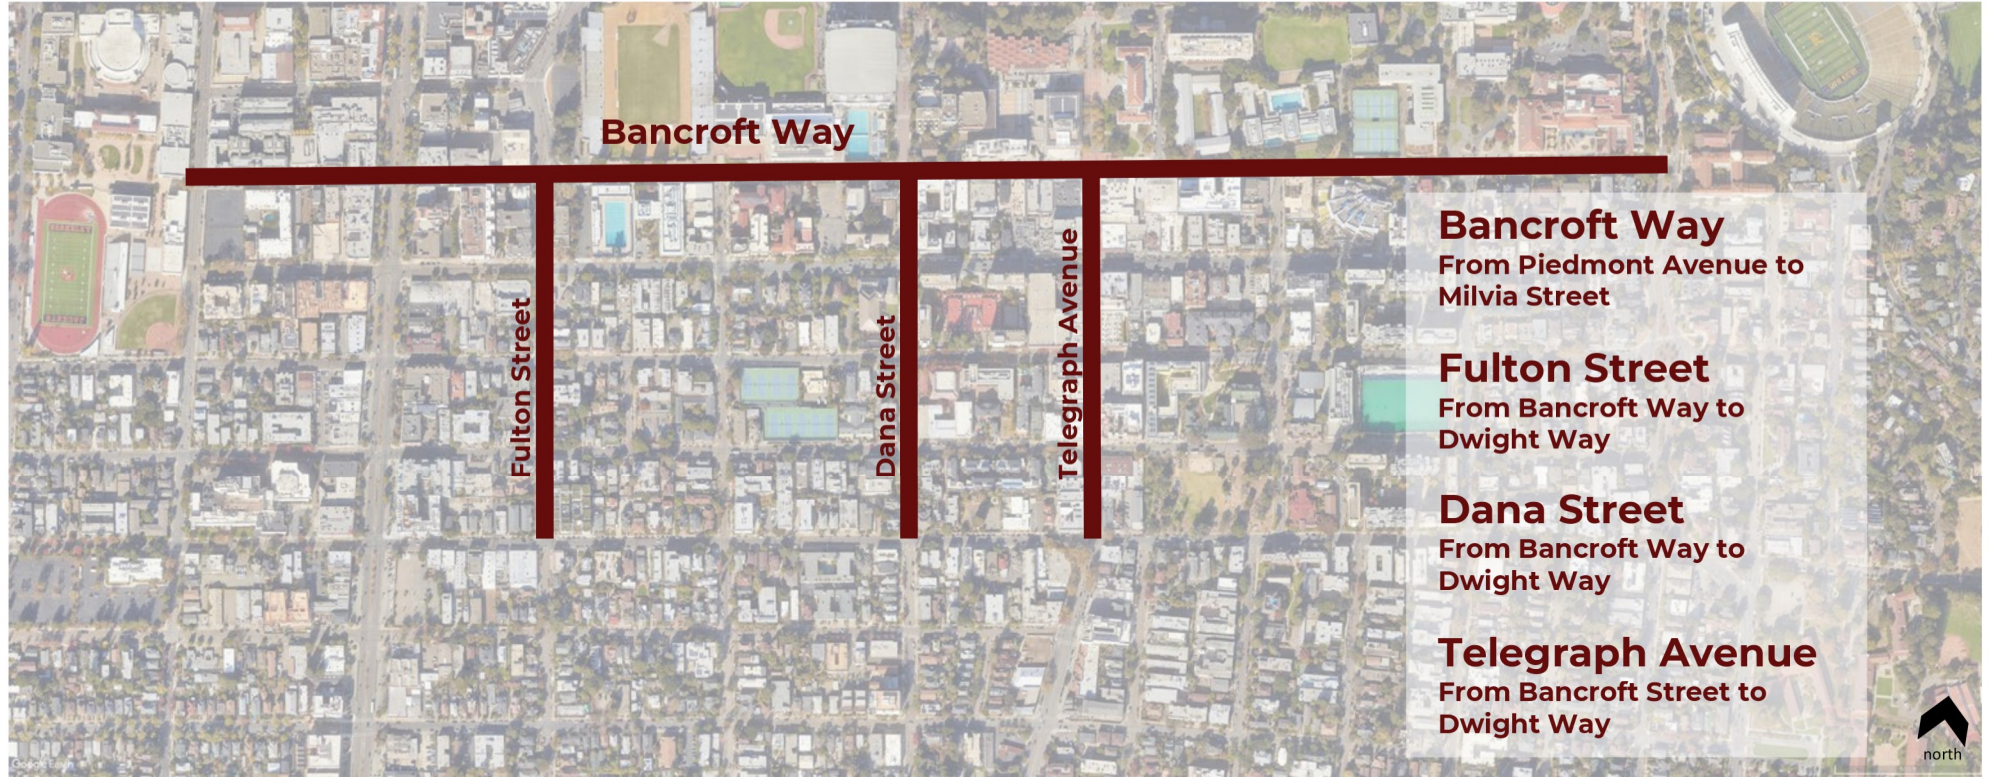 Bancroft Way
Fulton Street
Dana Street
Telegraph Avenue
Bancroft Way
From Piedmont Avenue to
Milvia Street
Fulton Street
From Bancroft Way to
Dwight Way
Dana Street
From Bancroft Way to
Dwight Way
Telegraph Avenue
From Bancroft Street to
Dwight Way
north
Google Earth